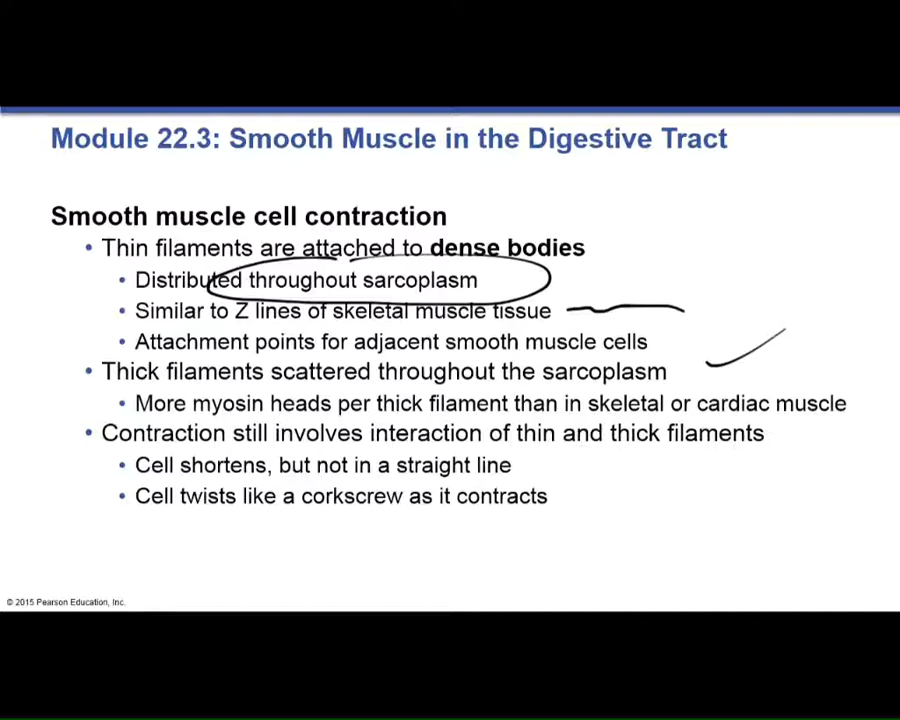 Module 22.3: Smooth Muscle in the Digestive Tract
Smooth muscle cell contraction
• Thin filaments are attached to dense bodies
• Distributed throughout sarcoplasm
• Similar to Z lines of skeletal muscle tissue
• Attachment points for adjacent smooth muscle cells
• Thick filaments scattered throughout the sarcoplasm
• More myosin heads per thick filament than in skeletal or cardiac muscle
• Contraction still involves interaction of thin and thick filaments
• Cell shortens, but not in a straight line
• Cell twists like a corkscrew as it contracts
© 2015 Pearson Education, Inc.